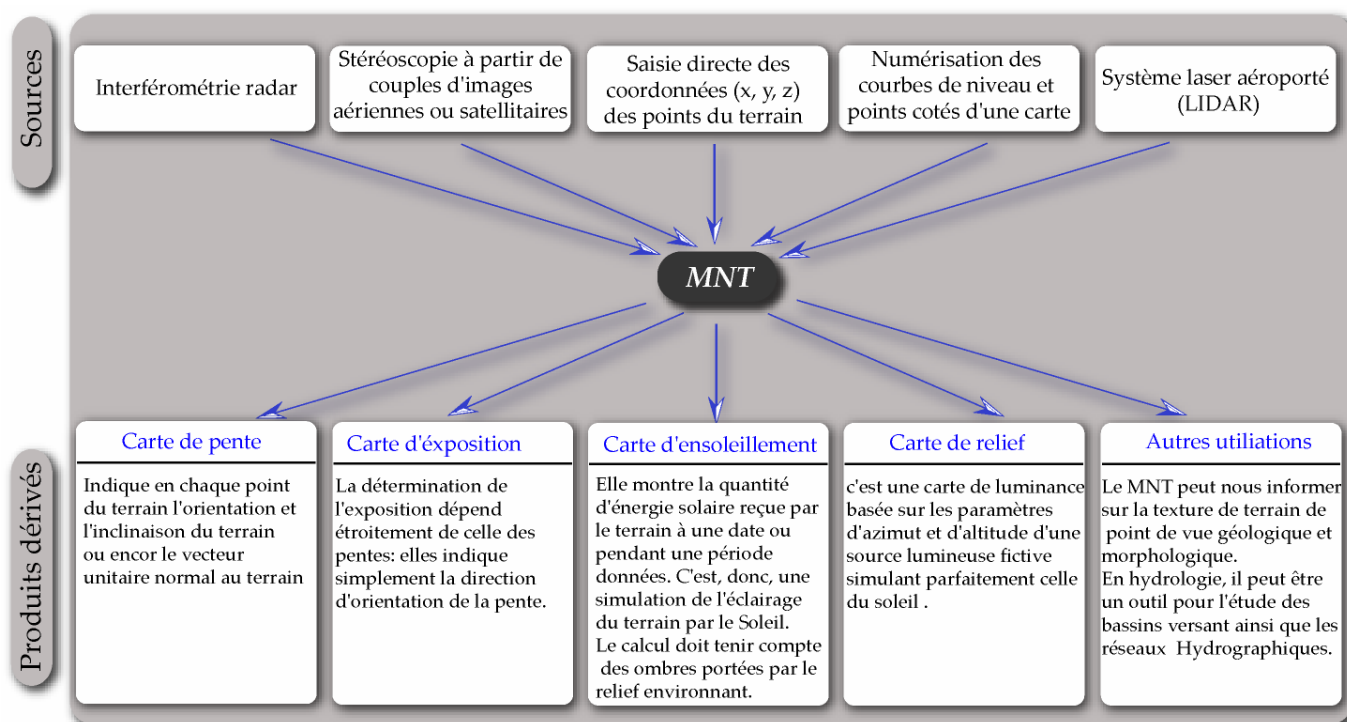 Sources
Interférométrie radar
Stéréoscopie à partir de
couples d'images
aériennes ou satellitaires
Saisie directe des
coordonnées (x, y, z)
des points du terrain
Numérisation des
courbes de niveau et
points cotés d'une carte
Système laser aéroporté
(LIDAR)
MNT
Produits dérivés
Carte de pente
Indique en chaque point
du terrain l'orientation et
l'inclinaison du terrain
ou encor le vecteur
unitaire normal au terrain
Carte d'éxposition
La détermination de
l'exposition dépend
étroitement de celle des
pentes: elles indique
simplement la direction
d'orientation de la pente.
Carte d'ensoleillement
Elle montre la quantité
d'énergie solaire reçue par
le terrain à une date ou
pendant une période
données. C'est, donc, une
simulation de l'éclairage
du terrain par le Soleil.
Le calcul doit tenir compte
des ombres portées par le
relief environnant.
Carte de relief
c'est une carte de luminance
basée sur les paramètres
d'azimut et d'altitude d'une
source lumineuse fictive
simulant parfaitement celle
du soleil .
Autres utiliations
Le MNT peut nous informer
sur la texture de terrain de
point de vue géologique et
morphologique.
En hydrologie, il peut être
un outil pour l'étude des
bassins versant ainsi que les
réseaux Hydrographiques.